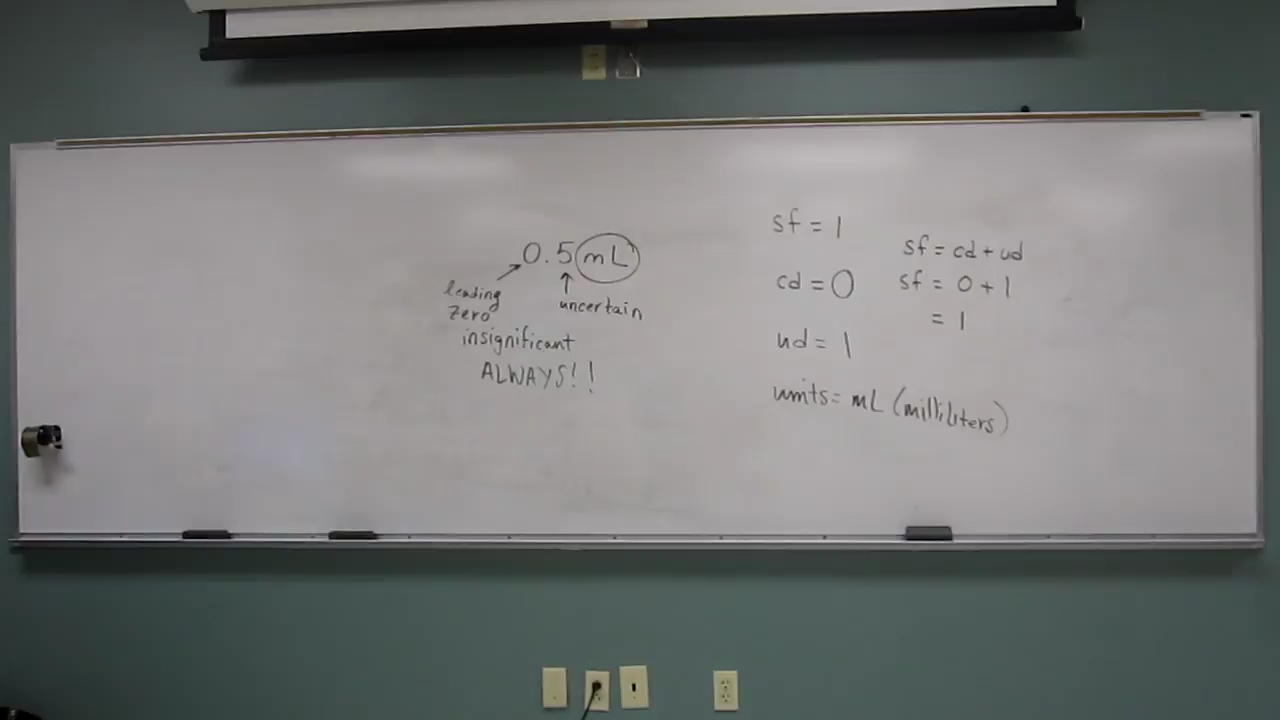 0.5 mL
leading
zero
uncertain
insignificant
ALWAYS!!
sf = 1
cd = 0
ud = 1
units = mL (milliliters)
sf = cd + ud
sf = 0 + 1
= 1